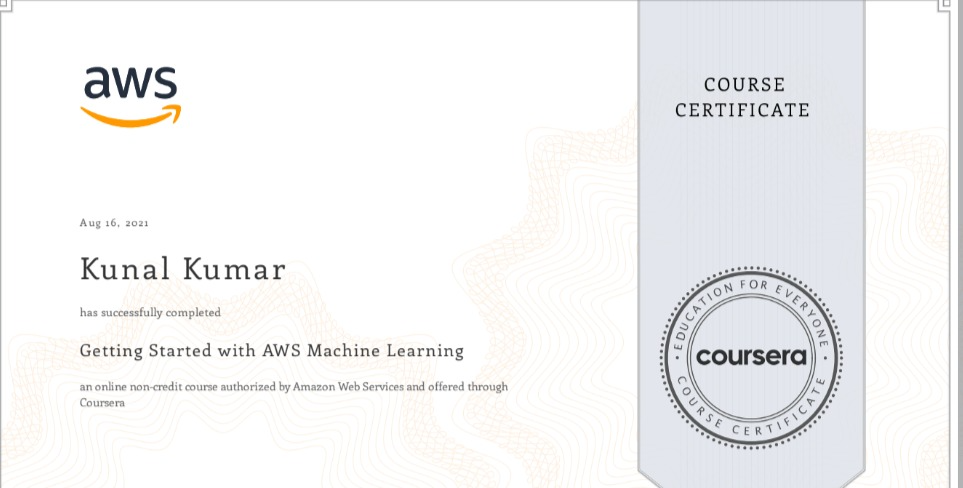 aws
COURSE
CERTIFICATE
Aug 16, 2021
Kunal Kumar
has successfully completed
Getting Started with AWS Machine Learning
an online non-credit course authorized by Amazon Web Services and offered through
Coursera
EDUCATION FOR EVERYONE
coursera
COURSE CERTIFICATE